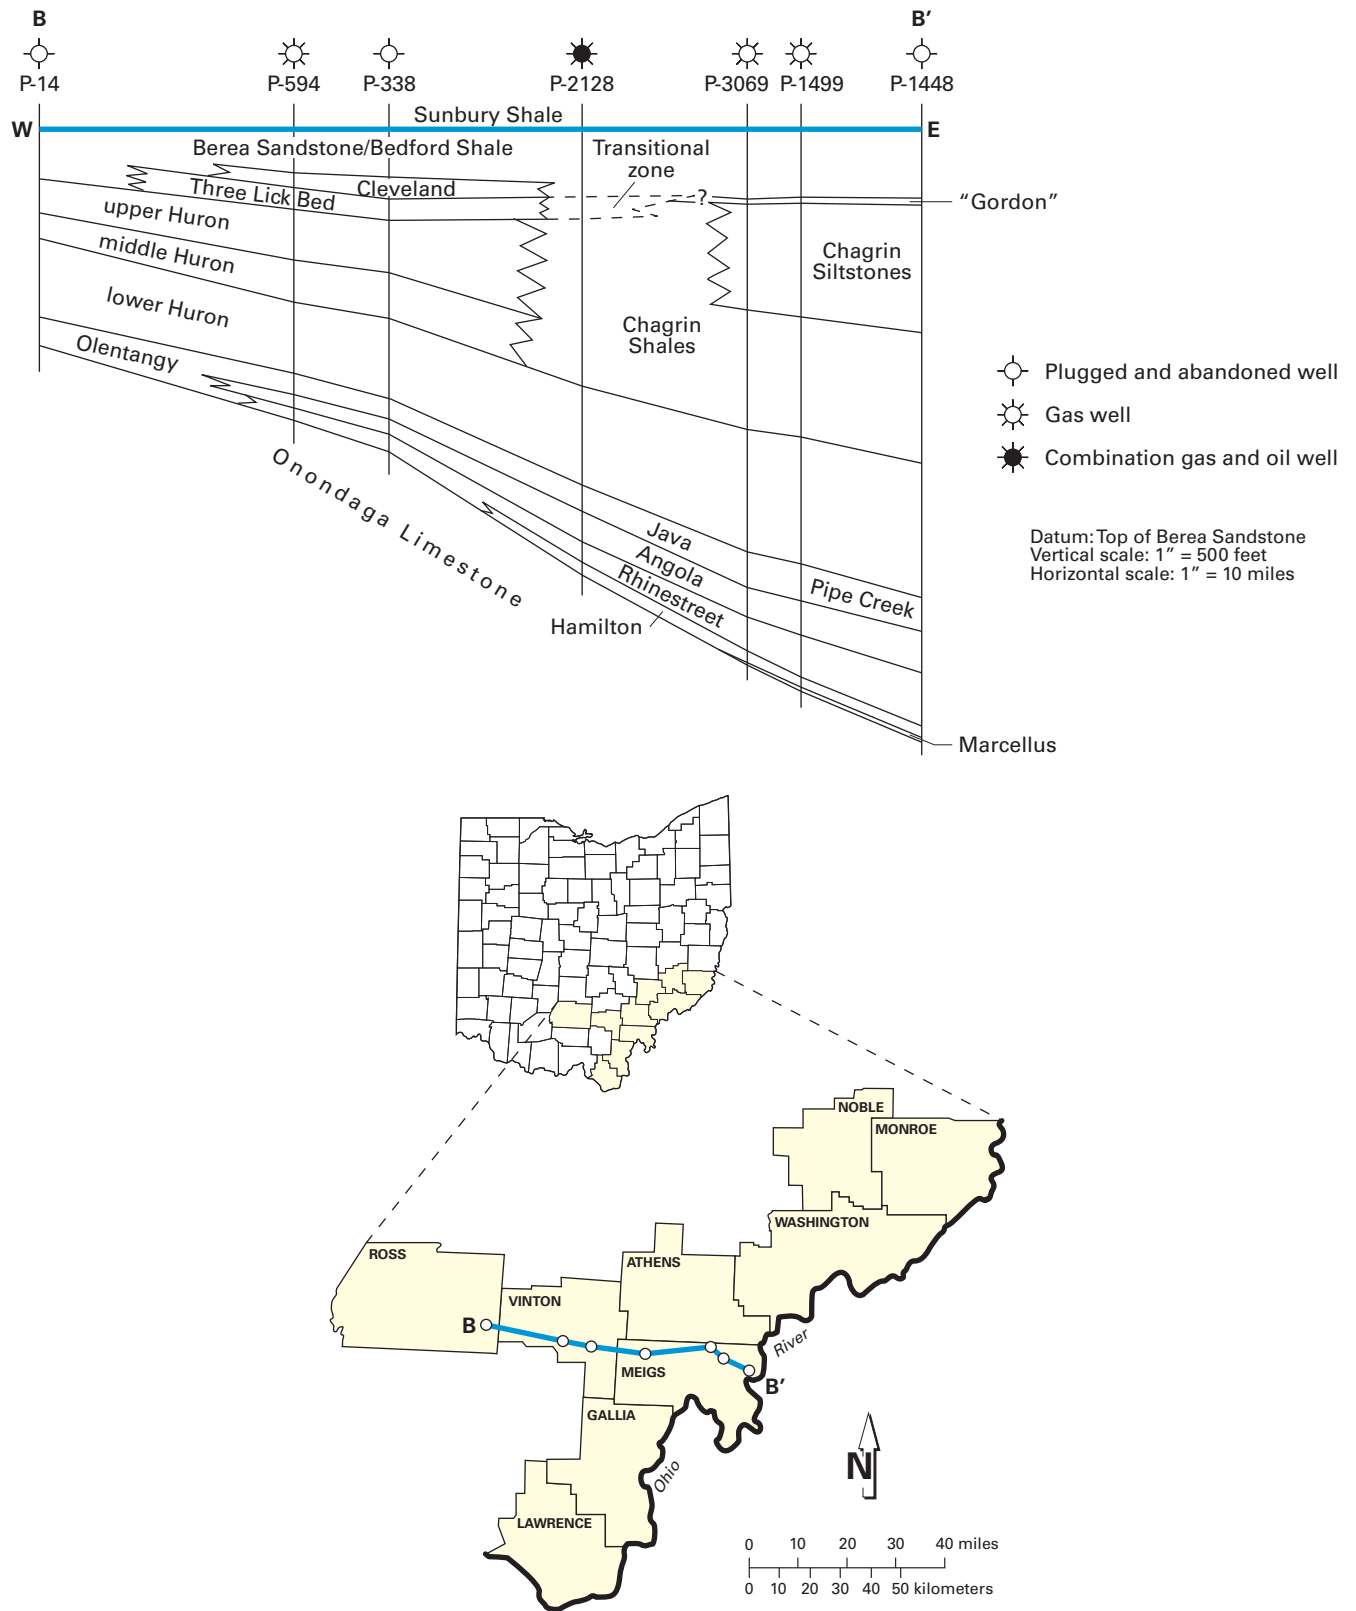 B
B′
P-14
P-594
P-338
P-2128
P-3069
P-1499
P-1448
Sunbury Shale
W
E
Berea Sandstone/Bedford Shale
Transitional
zone
Cleveland
Three Lick Bed
?
"Gordon"
upper Huron
middle Huron
lower Huron
Olentangy
Chagrin
Siltstones
Chagrin
Shales
Plugged and abandoned well
Gas well
Combination gas and oil well
Onondaga Limestone
Java
Angola
Rhinestreet
Pipe Creek
Hamilton
Marcellus
Datum: Top of Berea Sandstone
Vertical scale: 1″ = 500 feet
Horizontal scale: 1″ = 10 miles
NOBLE
MONROE
WASHINGTON
ROSS
ATHENS
VINTON
B
MEIGS
River
B′
GALLIA
Ohio
N
LAWRENCE
0 10 20 30 40 miles
0 10 20 30 40 50 kilometers